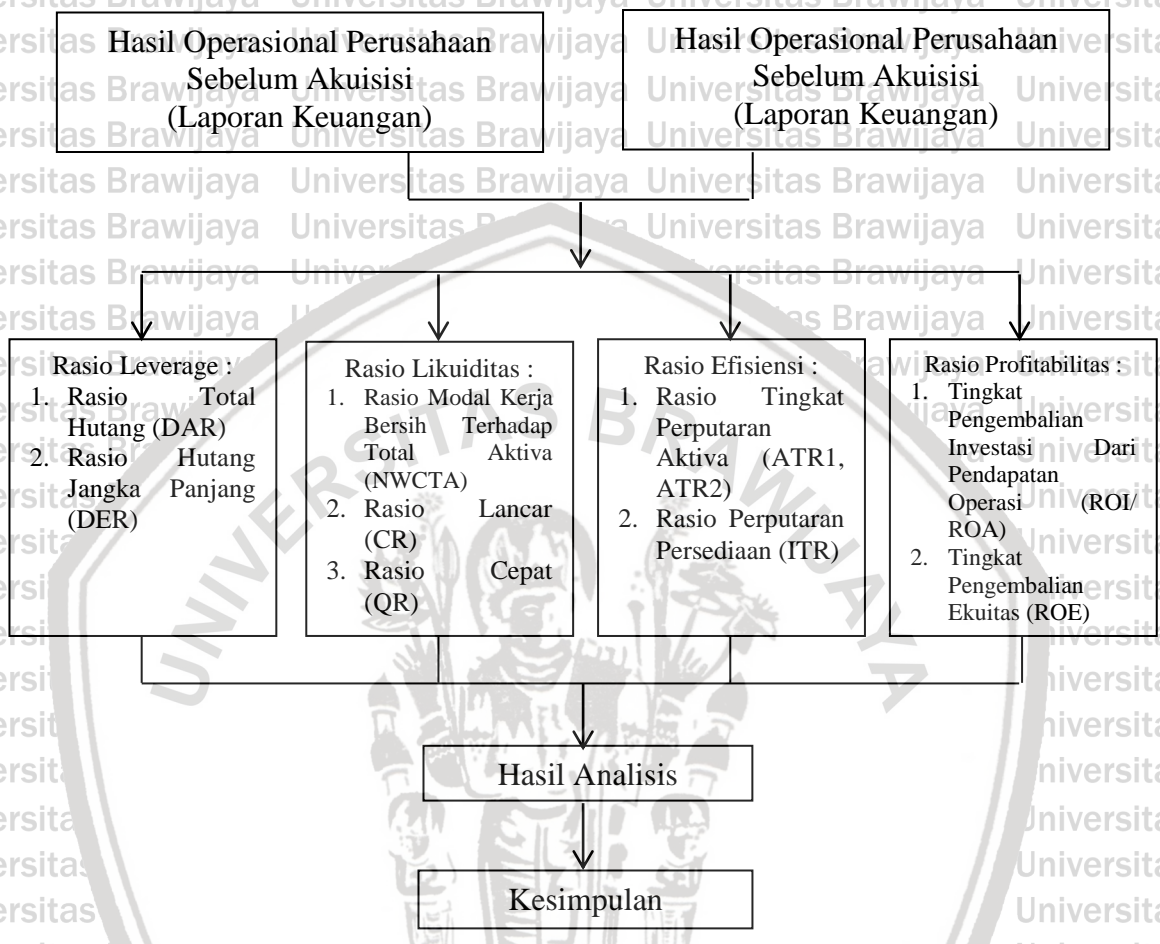 Hasil Operasional Perusahaan
Sebelum Akuisisi
(Laporan Keuangan)
Hasil Operasional Perusahaan
Sebelum Akuisisi
(Laporan Keuangan)
Rasio Leverage :
1. Rasio Total
Hutang (DAR)
2. Rasio Hutang
Jangka Panjang
(DER)
Rasio Likuiditas :
1. Rasio Modal Kerja
Bersih Terhadap
Total Aktiva
(NWCTA)
2. Rasio Lancar
(CR)
3. Rasio Cepat
(QR)
Rasio Efisiensi :
1. Rasio Tingkat
Perputaran
Aktiva (ATR1,
ATR2)
2. Rasio Perputaran
Persediaan (ITR)
Rasio Profitabilitas :
1. Tingkat
Pengembalian
Investasi Dari
Pendapatan
Operasi (ROI/
ROA)
2. Tingkat
Pengembalian
Ekuitas (ROE)
Hasil Analisis
Kesimpulan
UNIVERSITAS BRAWIJAYA